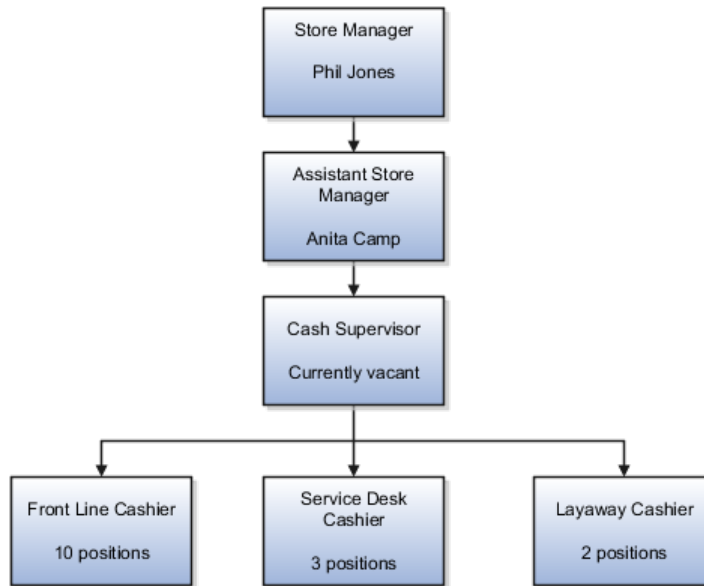 Store Manager
Phil Jones
Assistant Store
Manager
Anita Camp
Cash Supervisor
Currently vacant
Front Line Cashier
10 positions
Service Desk
Cashier
3 positions
Layaway Cashier
2 positions